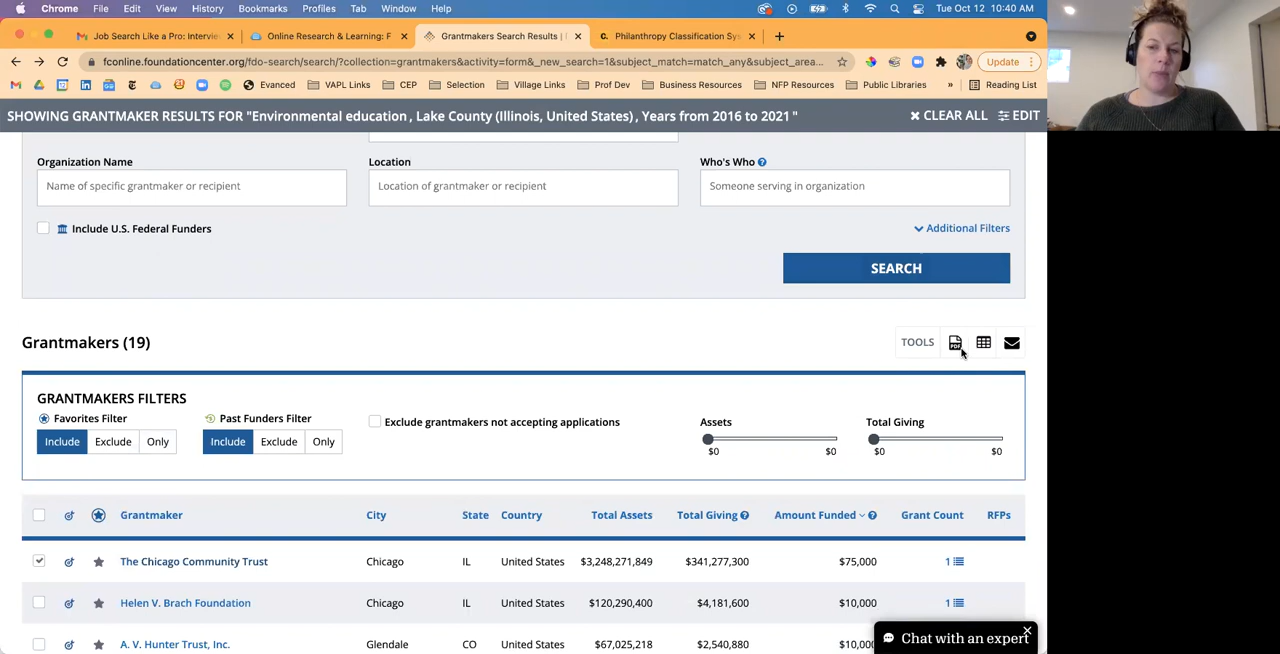 Chrome File Edit View History Bookmarks Profiles Tab Window Help Tue Oct 12 10:40 AM
Job Search Like a Pro: Intervie Online Research & Learning: F Grantmakers Search Results | Philanthropy Classification Sys
fconline.foundationcenter.org/fdo-search/search/?collection=grantmakers&activity=form&_new_search=1&subject_match=match_any&subject_area... Update
Evanced VAPL Links CEP Selection Village Links Prof Dev Business Resources NFP Resources Public Libraries » Reading List
SHOWING GRANTMAKER RESULTS FOR "Environmental education , Lake County (Illinois, United States) , Years from 2016 to 2021 " CLEAR ALL EDIT
Organization Name Location Who's Who ?
Name of specific grantmaker or recipient Location of grantmaker or recipient Someone serving in organization
Include U.S. Federal Funders Additional Filters
SEARCH
Grantmakers (19) TOOLS PDF
GRANTMAKERS FILTERS
Favorites Filter Past Funders Filter Exclude grantmakers not accepting applications Assets Total Giving
Include Exclude Only Include Exclude Only $0 $0 $0 $0
Grantmaker City State Country Total Assets Total Giving ? Amount Funded ? Grant Count RFPs
The Chicago Community Trust Chicago IL United States $3,248,271,849 $341,277,300 $75,000 1
Helen V. Brach Foundation Chicago IL United States $120,290,400 $4,181,600 $10,000 1
A. V. Hunter Trust, Inc. Glendale CO United States $67,025,218 $2,540,880 $10,000
Chat with an expert